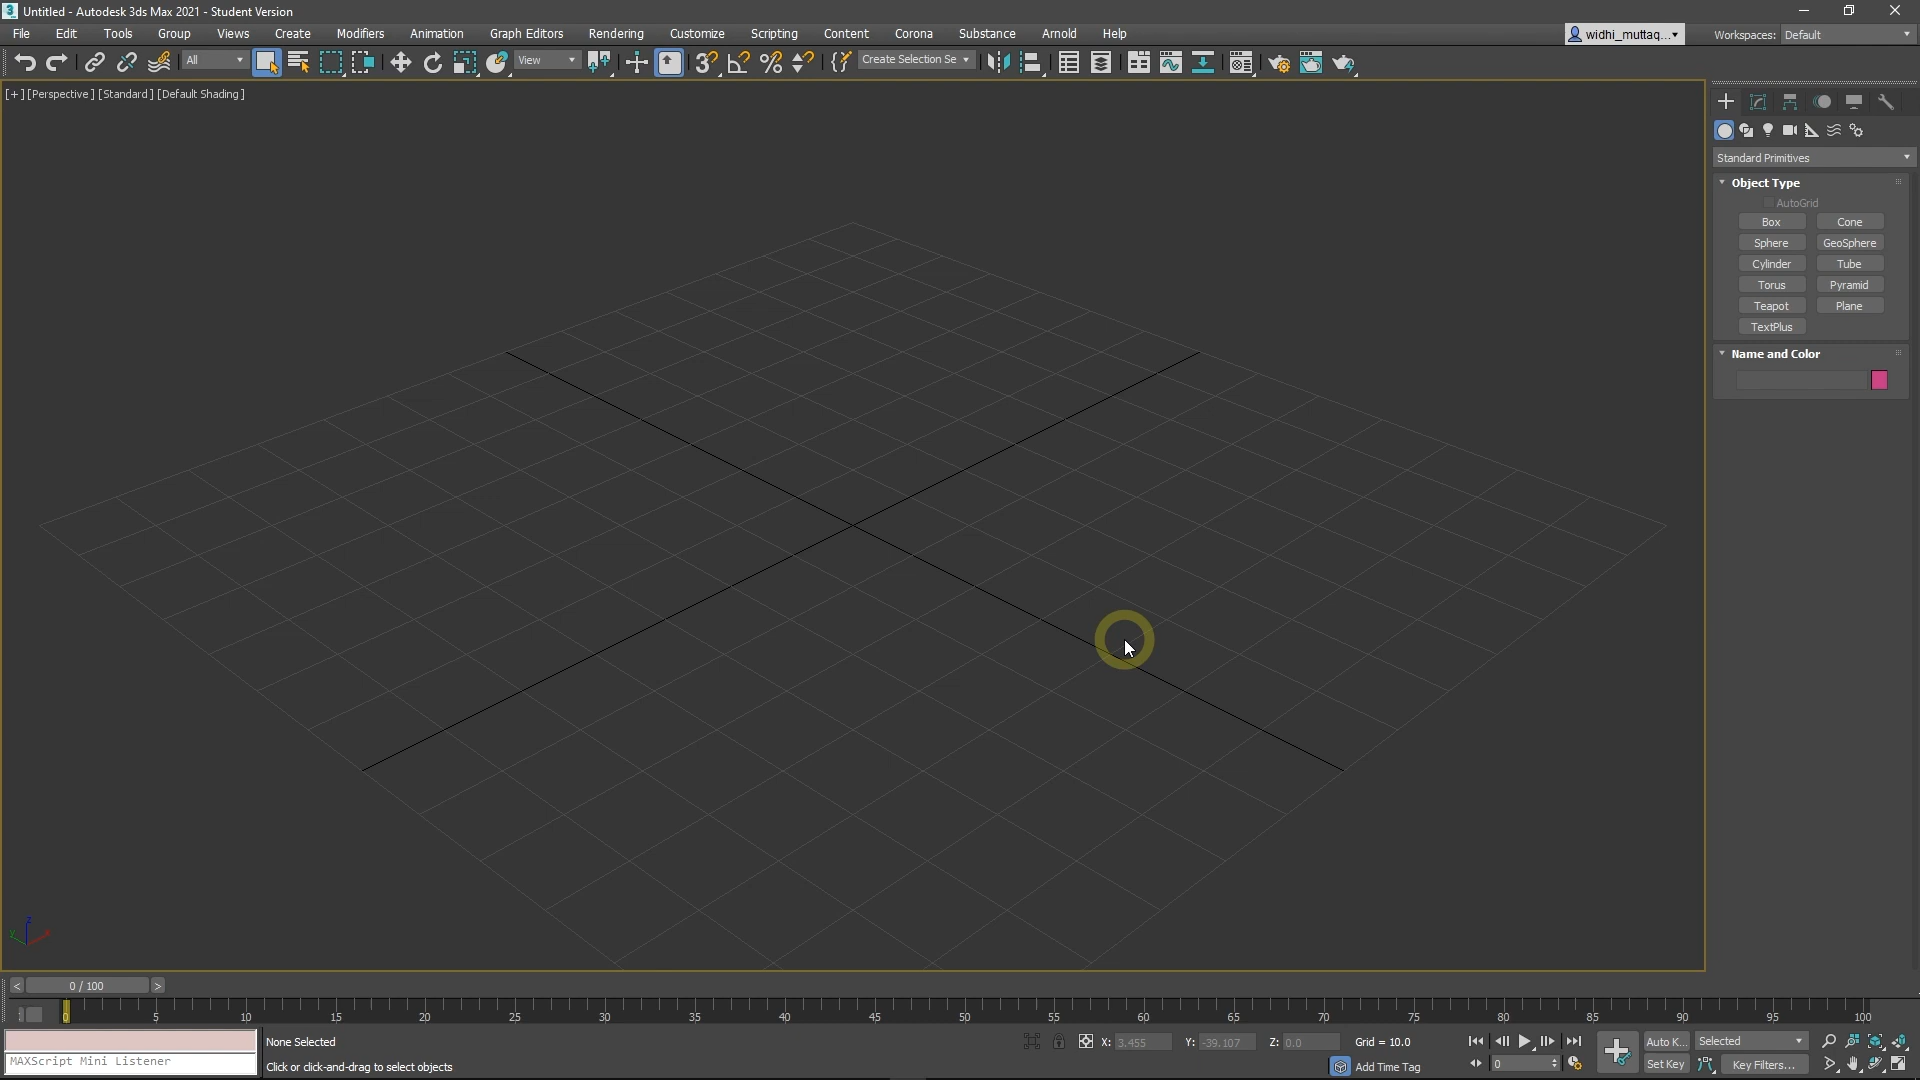 Untitled - Autodesk 3ds Max 2021 - Student Version
File Edit Tools Group Views Create Modifiers Animation Graph Editors Rendering Customize Scripting Content Corona Substance Arnold Help
widhi_muttaq... Workspaces: Default
All View Create Selection Se
[+] [Perspective] [Standard] [Default Shading]
Standard Primitives
Object Type
AutoGrid
Box Cone
Sphere GeoSphere
Cylinder Tube
Torus Pyramid
Teapot Plane
TextPlus
Name and Color
z
y x
< 0 / 100 >
0 5 10 15 20 25 30 35 40 45 50 55 60 65 70 75 80 85 90 95 100
None Selected X: 3.455 Y: -39.107 Z: 0.0 Grid = 10.0 Auto K... Selected
MAXScript Mini Listener Click or click-and-drag to select objects Add Time Tag 0 Set Key Key Filters...